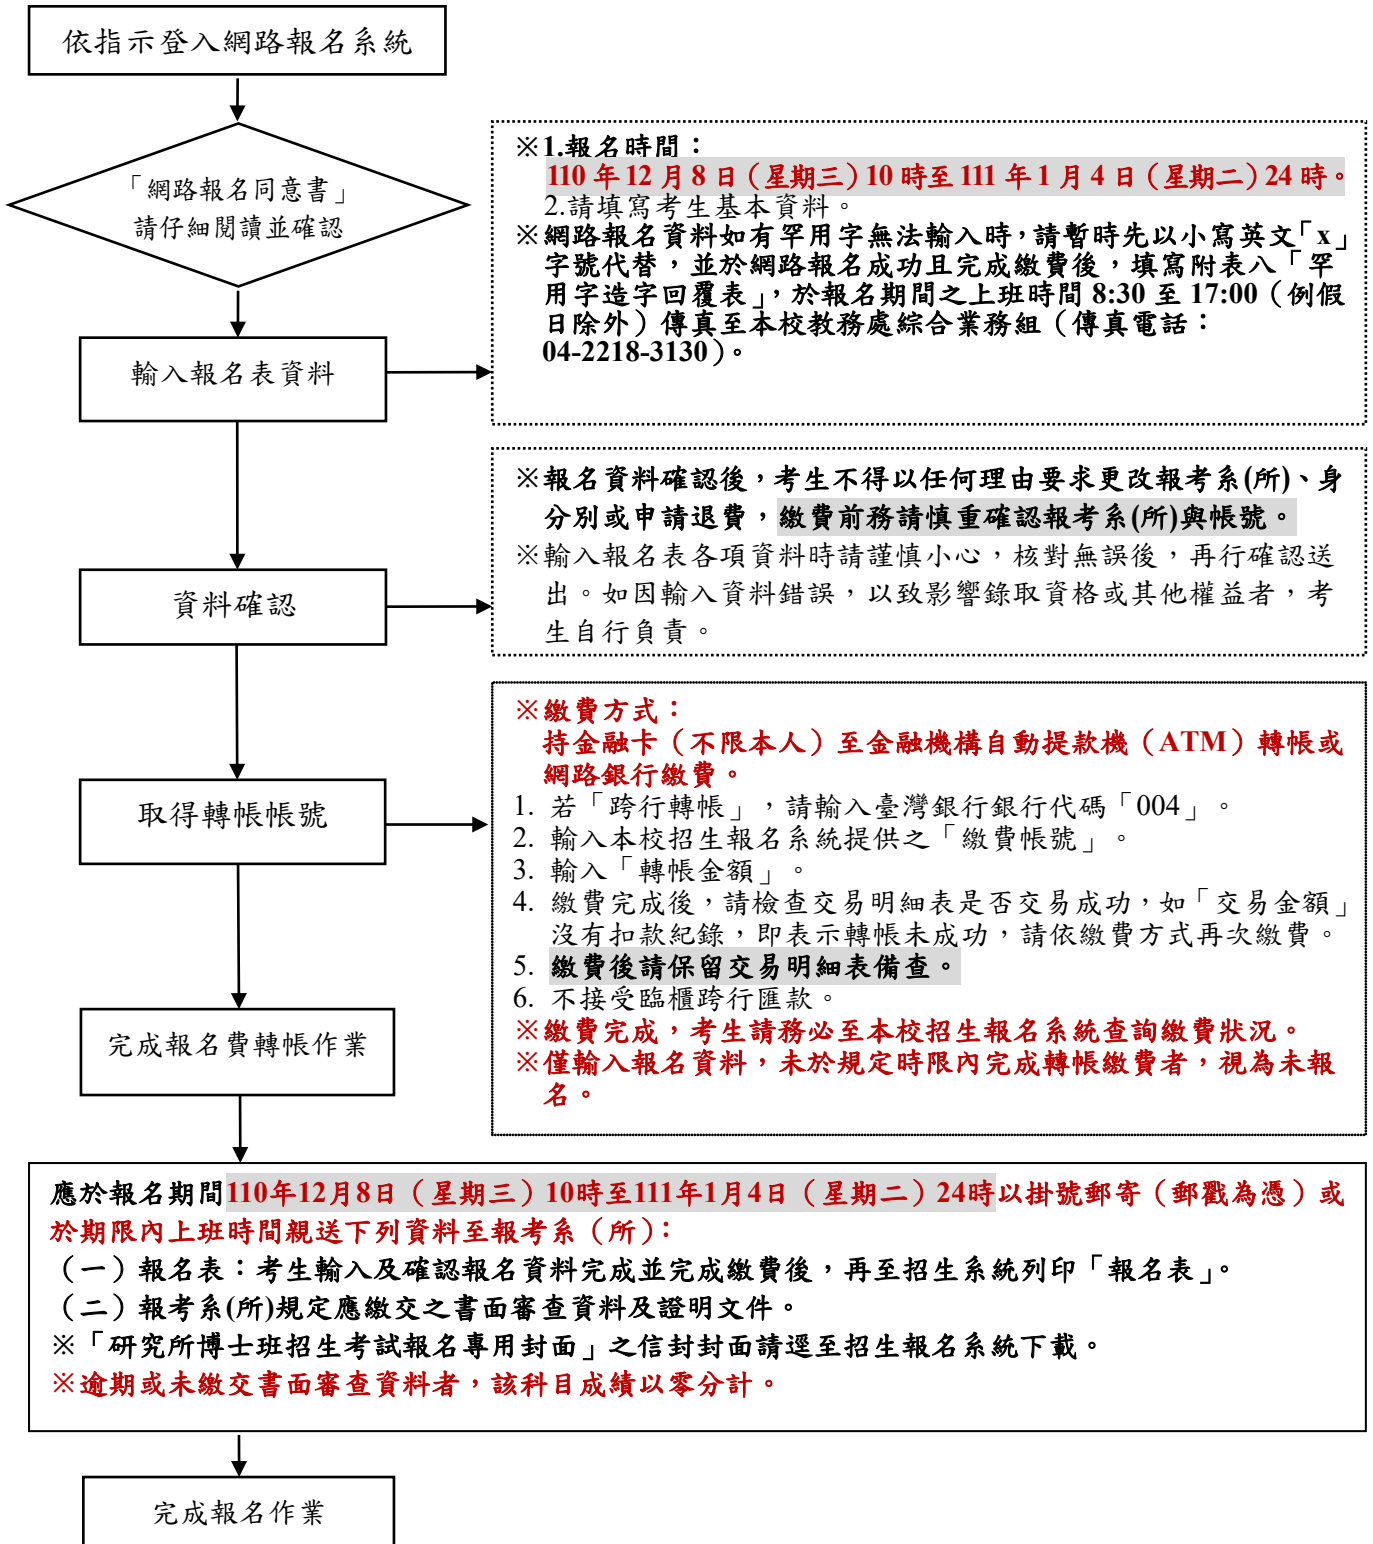 依指示登入網路報名系統
「網路報名同意書」
請仔細閱讀並確認
輸入報名表資料
※1.報名時間：
110 年 12 月 8 日（星期三）10 時至 111 年 1 月 4 日（星期二）24 時。
2.請填寫考生基本資料。
※網路報名資料如有罕用字無法輸入時，請暫時先以小寫英文「x」
字號代替，並於網路報名成功且完成繳費後，填寫附表八「罕
用字造字回覆表」，於報名期間之上班時間 8:30 至 17:00（例假
日除外）傳真至本校教務處綜合業務組（傳真電話：
04-2218-3130）。
資料確認
※報名資料確認後，考生不得以任何理由要求更改報考系(所)、身
分別或申請退費，繳費前務請慎重確認報考系(所)與帳號。
※輸入報名表各項資料時請謹慎小心，核對無誤後，再行確認送
出。如因輸入資料錯誤，以致影響錄取資格或其他權益者，考
生自行負責。
取得轉帳帳號
※繳費方式：
持金融卡（不限本人）至金融機構自動提款機（ATM）轉帳或
網路銀行繳費。
1. 若「跨行轉帳」，請輸入臺灣銀行銀行代碼「004」。
2. 輸入本校招生報名系統提供之「繳費帳號」。
3. 輸入「轉帳金額」。
4. 繳費完成後，請檢查交易明細表是否交易成功，如「交易金額」
沒有扣款紀錄，即表示轉帳未成功，請依繳費方式再次繳費。
5. 繳費後請保留交易明細表備查。
6. 不接受臨櫃跨行匯款。
※繳費完成，考生請務必至本校招生報名系統查詢繳費狀況。
※僅輸入報名資料，未於規定時限內完成轉帳繳費者，視為未報
名。
完成報名費轉帳作業
應於報名期間110年12月8日（星期三）10時至111年1月4日（星期二）24時以掛號郵寄（郵戳為憑）或
於期限內上班時間親送下列資料至報考系（所）：
（一）報名表：考生輸入及確認報名資料完成並完成繳費後，再至招生系統列印「報名表」。
（二）報考系(所)規定應繳交之書面審查資料及證明文件。
※「研究所博士班招生考試報名專用封面」之信封封面請逕至招生報名系統下載。
※逾期或未繳交書面審查資料者，該科目成績以零分計。
完成報名作業